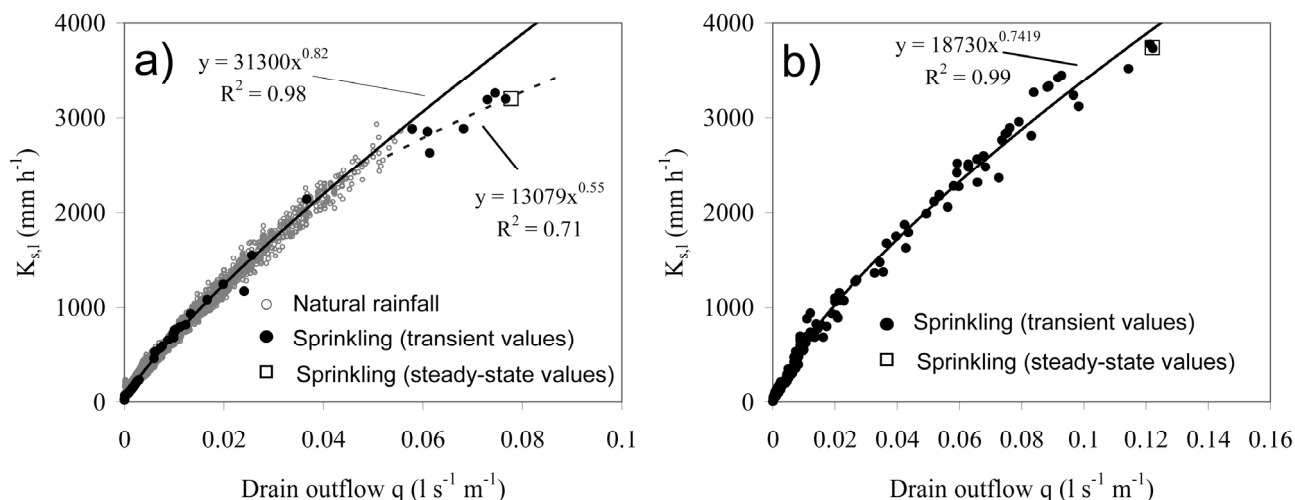 a)
y = 31300x^0.82
R² = 0.98
y = 13079x^0.55
R² = 0.71
Natural rainfall
Sprinkling (transient values)
Sprinkling (steady-state values)
K_s,l (mm h⁻¹)
4000
3000
2000
1000
0
0 0.02 0.04 0.06 0.08 0.1
Drain outflow q (l s⁻¹ m⁻¹)
b)
y = 18730x^0.7419
R² = 0.99
Sprinkling (transient values)
Sprinkling (steady-state values)
K_s,l (mm h⁻¹)
4000
3000
2000
1000
0
0 0.02 0.04 0.06 0.08 0.1 0.12 0.14 0.16
Drain outflow q (l s⁻¹ m⁻¹)